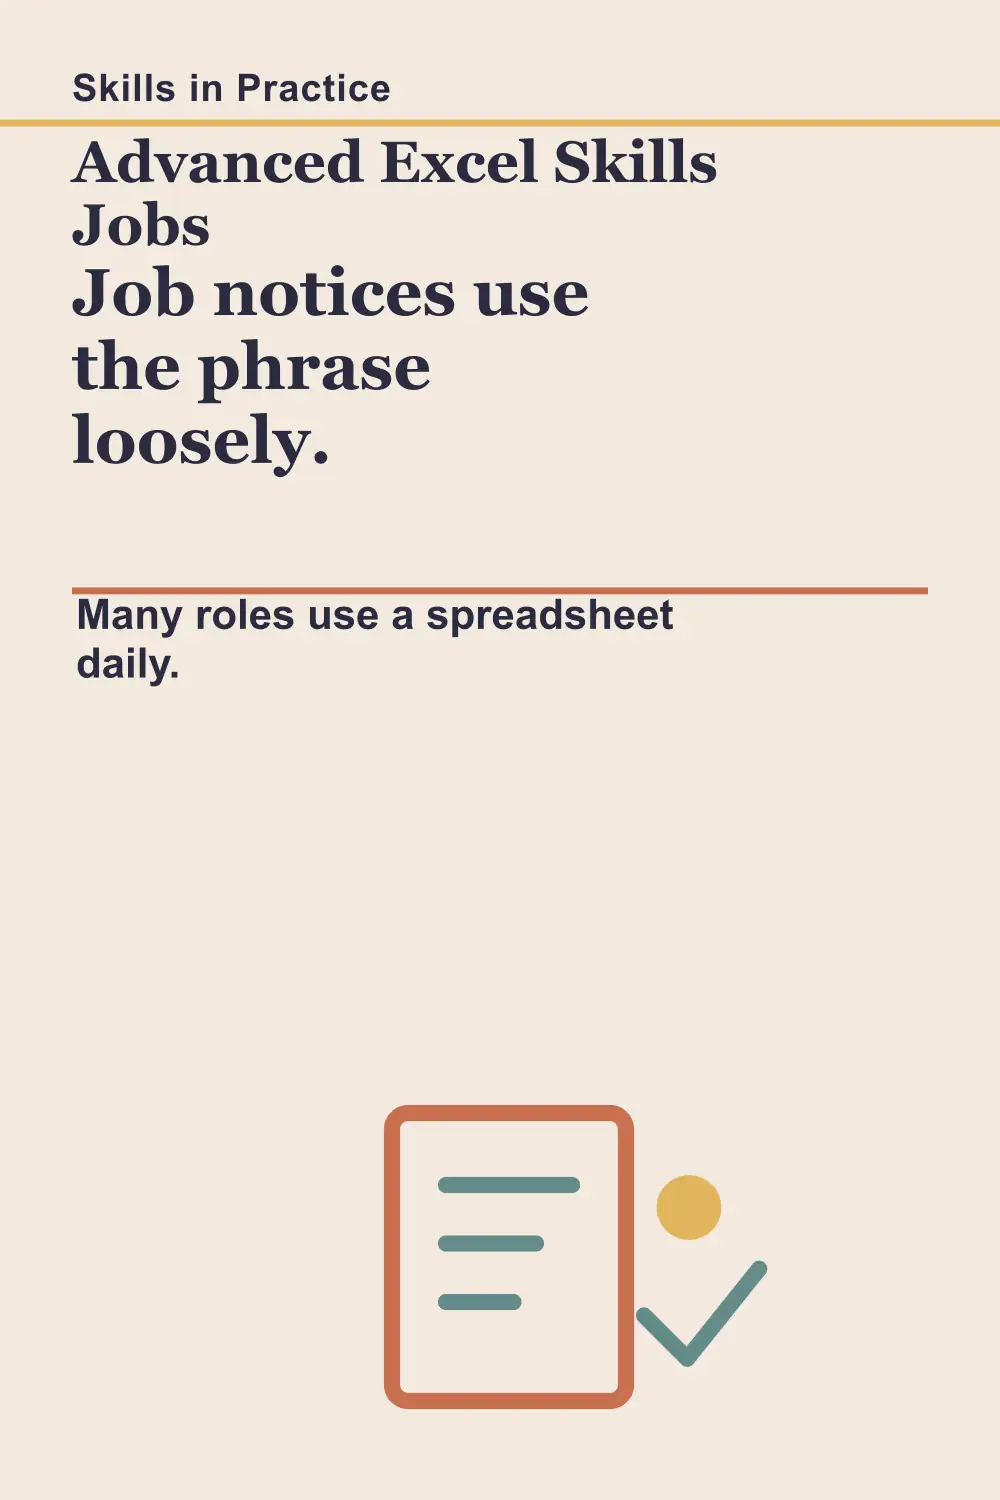 Skills in Practice
Advanced Excel Skills
Jobs
Job notices use
the phrase
loosely.
Many roles use a spreadsheet
daily.